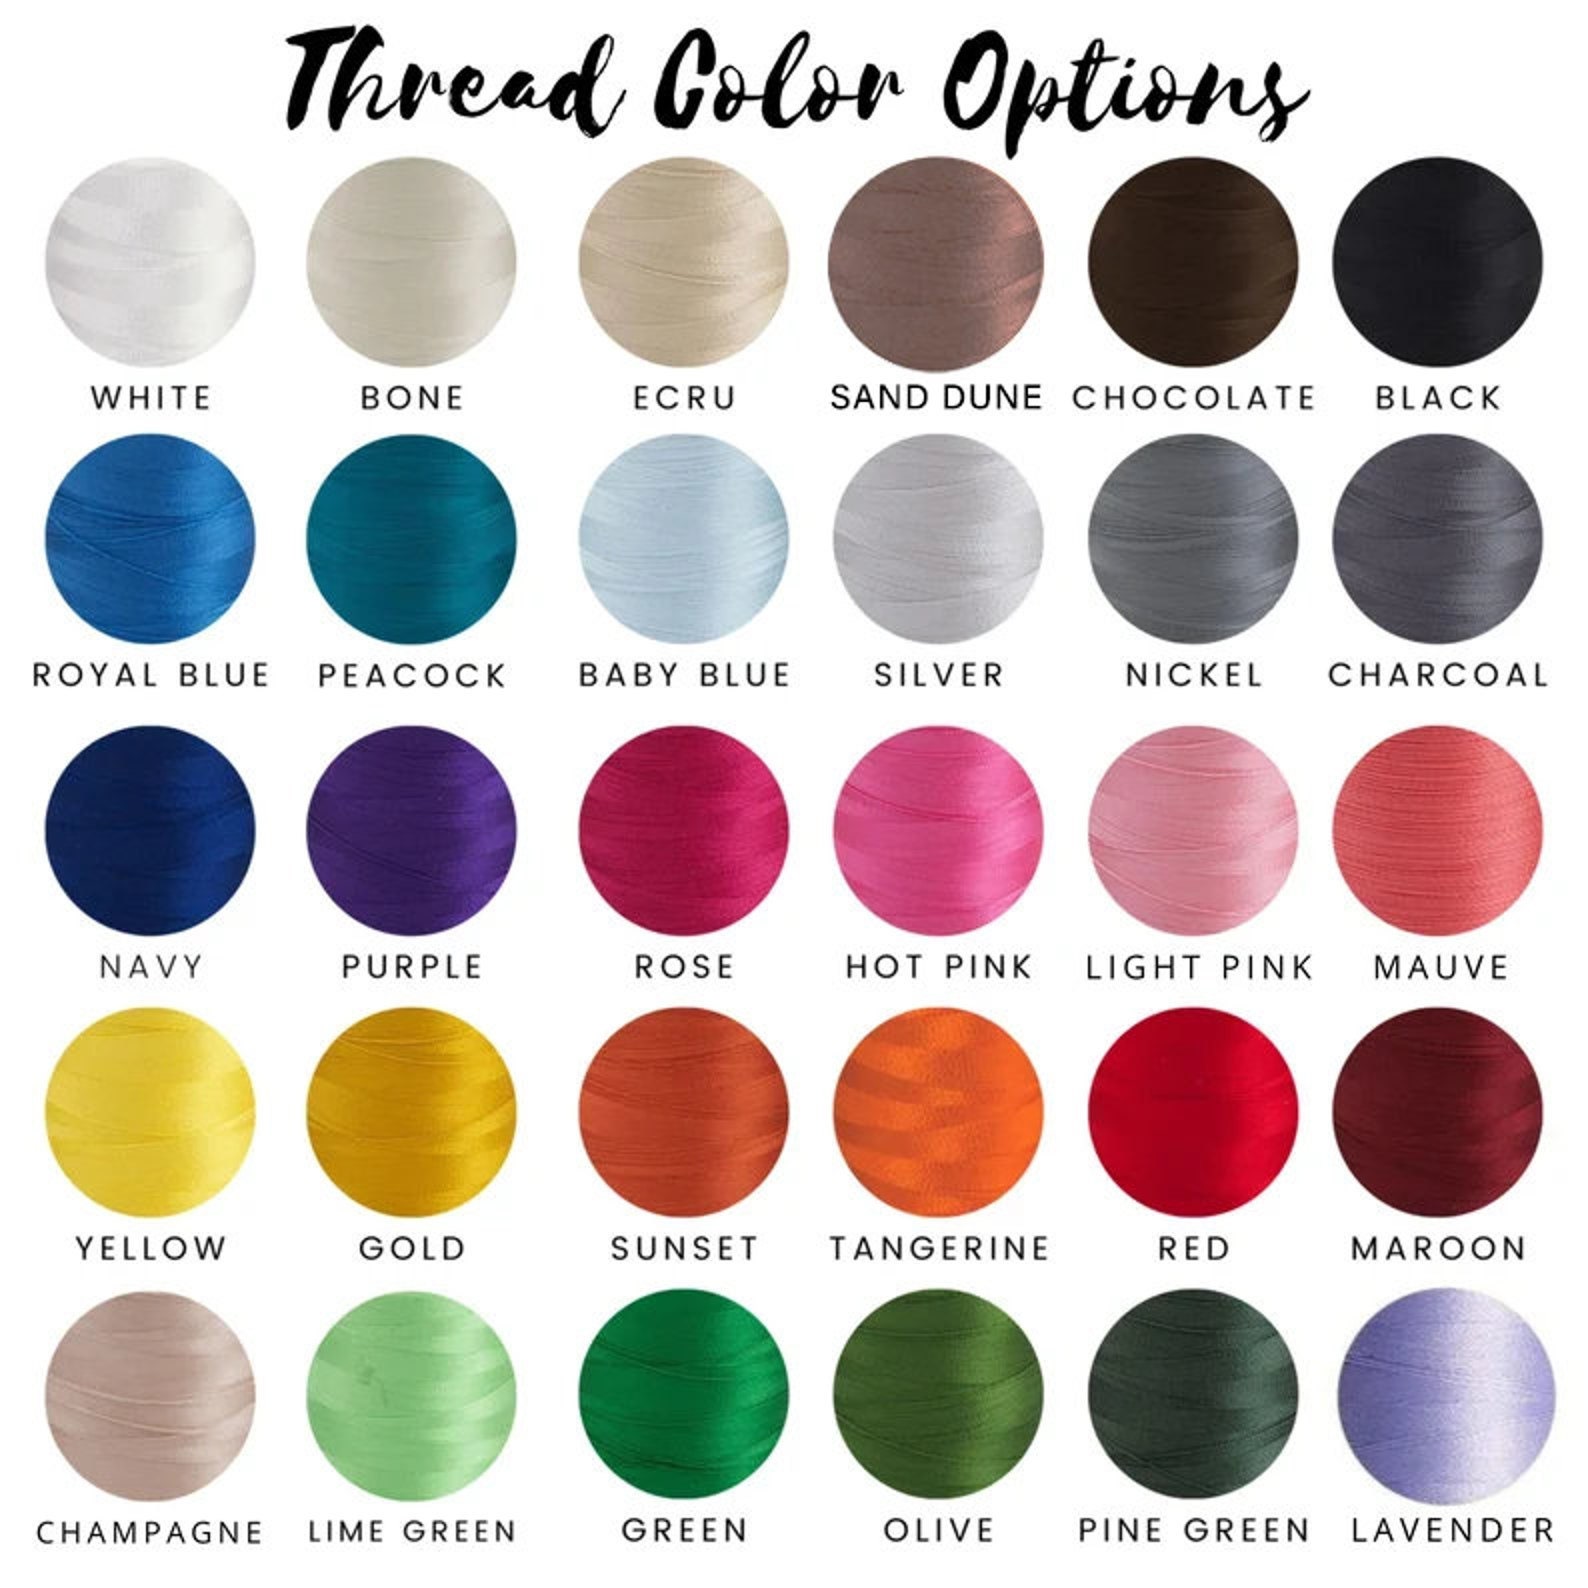 Thread Color Options
WHITE BONE ECRU SAND DUNE CHOCOLATE BLACK
ROYAL BLUE PEACOCK BABY BLUE SILVER NICKEL CHARCOAL
NAVY PURPLE ROSE HOT PINK LIGHT PINK MAUVE
YELLOW GOLD SUNSET TANGERINE RED MAROON
CHAMPAGNE LIME GREEN GREEN OLIVE PINE GREEN LAVENDER